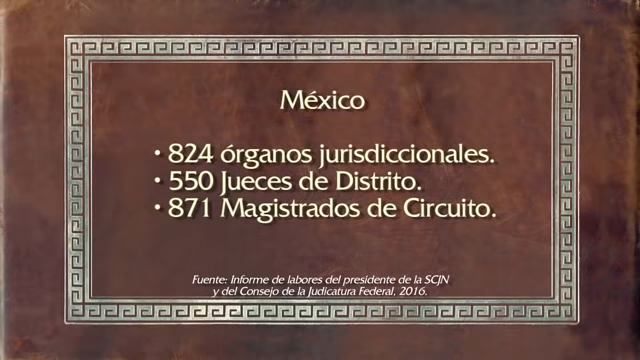 México
• 824 órganos jurisdiccionales.
• 550 Jueces de Distrito.
• 871 Magistrados de Circuito.
Fuente: Informe de labores del presidente de la SCJN
y del Consejo de la Judicatura Federal, 2016.